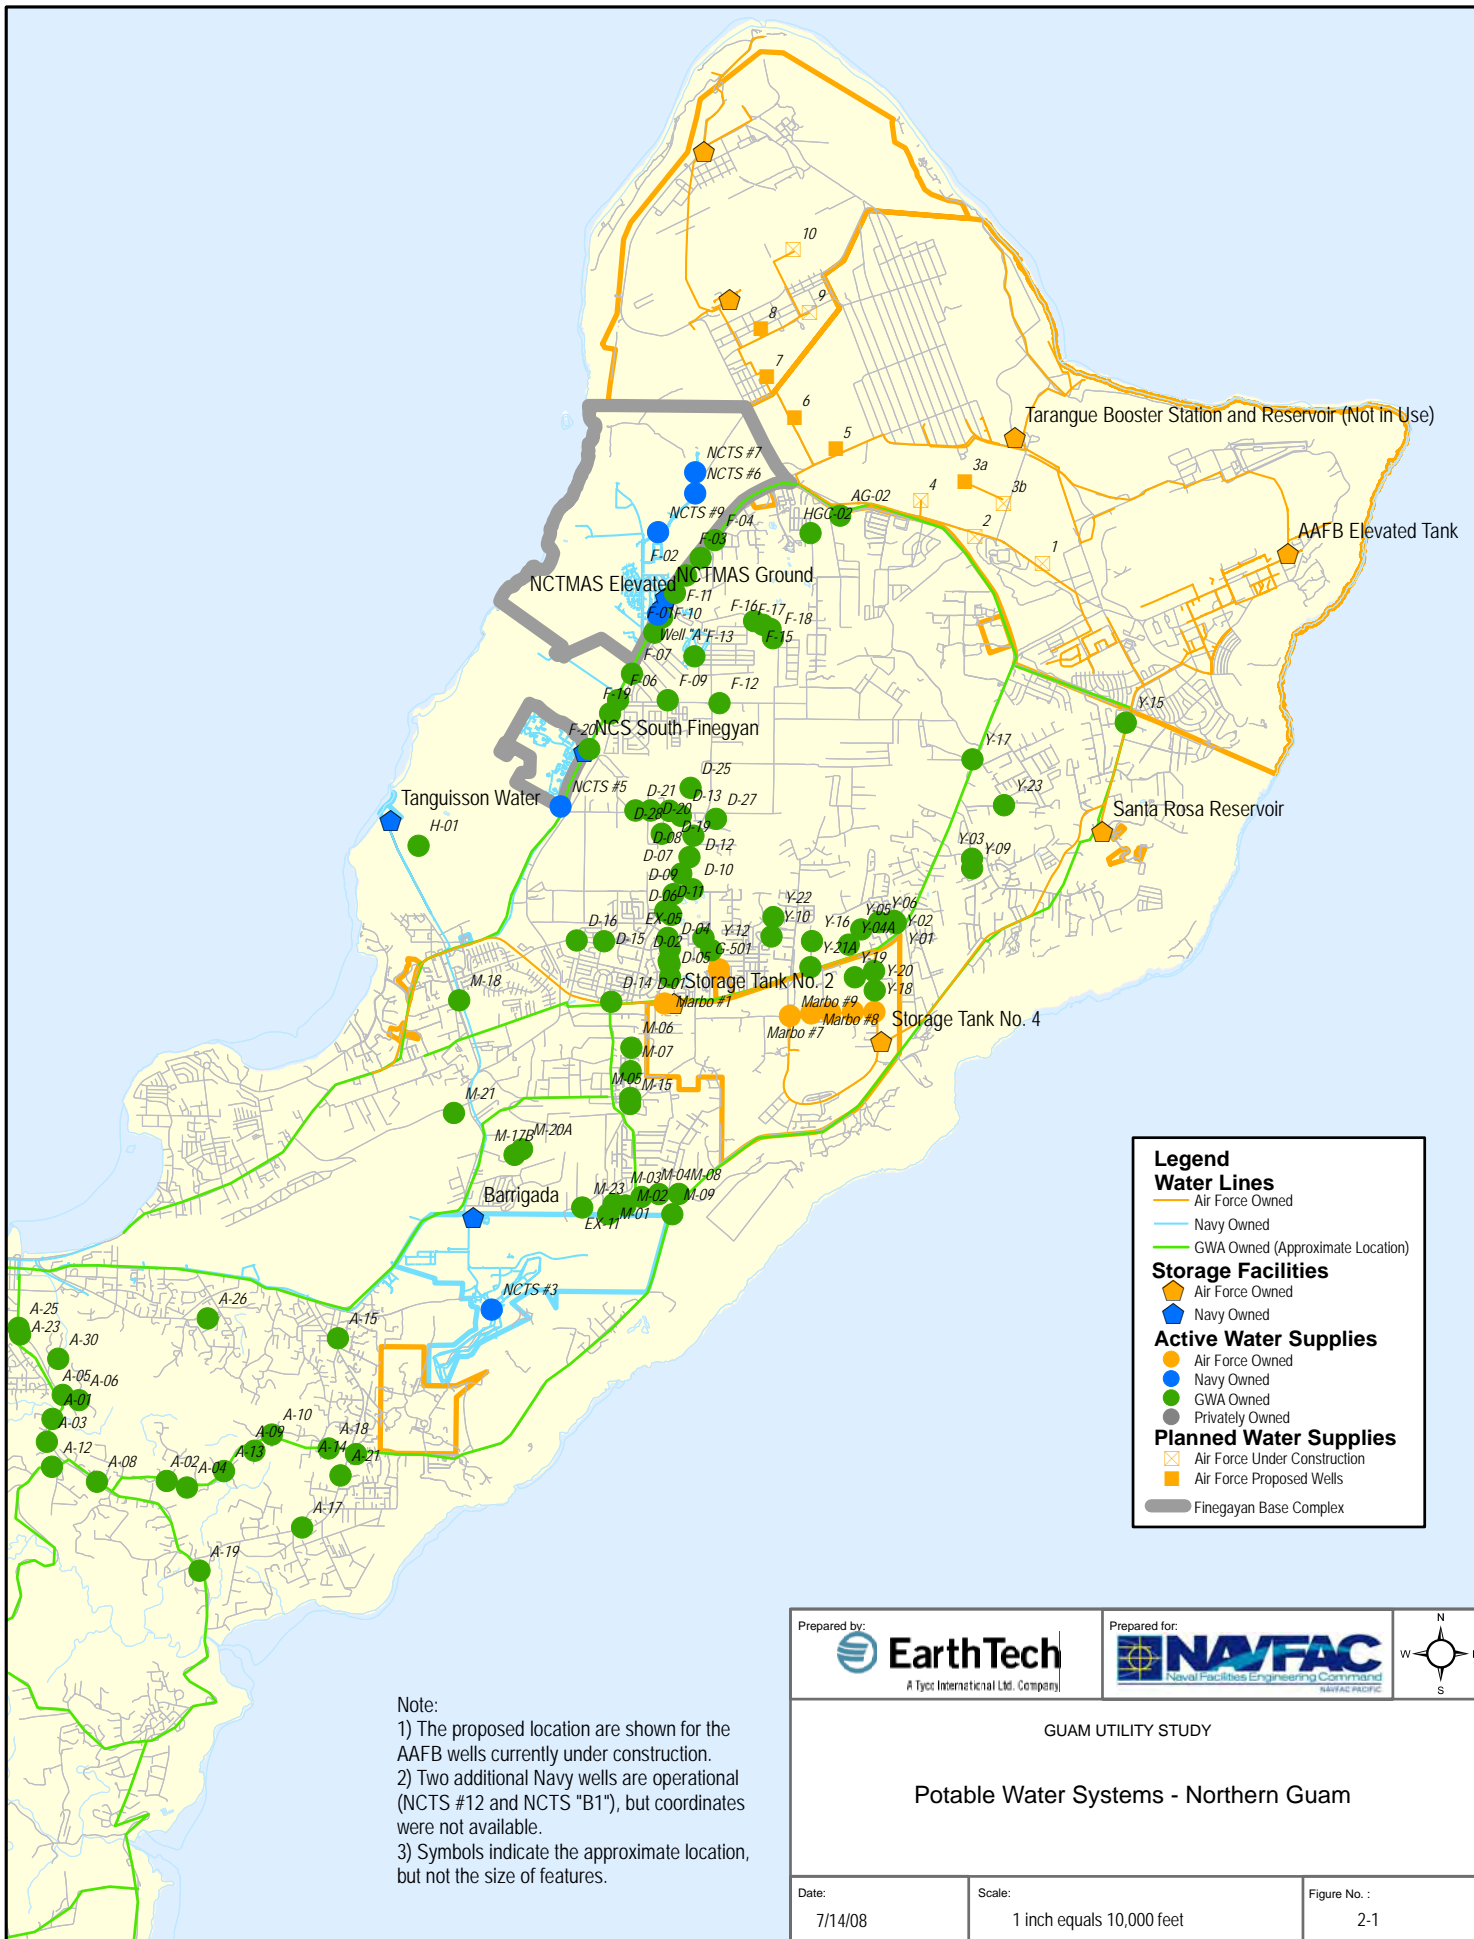 10
9
8
7
6
5
Tarangue Booster Station and Reservoir (Not in Use)
3a
3b
4
2
1
AG-02
HGC-02
AAFB Elevated Tank
NCTS #7
NCTS #6
NCTS #9
F-04
F-03
F-02
NCTMAS Elevated
NCTMAS Ground
F-11
F-01
F-10
F-16
F-17
F-18
F-15
Well "A"
F-13
F-07
F-06
F-09
F-12
F-19
F-20
NCS South Finegyan
Y-15
Y-17
Y-23
NCTS #5
D-25
D-21
D-13
D-20
D-27
D-28
D-19
D-08
D-12
D-07
D-10
D-09
D-11
D-06
Tanguisson Water
H-01
Santa Rosa Reservoir
Y-03
Y-09
Y-22
Y-10
Y-16
Y-05
Y-06
Y-02
Y-04A
Y-01
Y-21A
Y-19
Y-20
Y-18
EX-05
D-04
Y-12
D-16
D-15
D-02
G-501
D-05
D-14
D-01
Storage Tank No. 2
Marbo #1
Marbo #9
Marbo #8
Marbo #7
Storage Tank No. 4
M-18
M-06
M-07
M-05
M-15
M-21
M-20A
M-17B
M-03
M-04
M-08
M-23
M-02
M-09
M-01
EX-11
Barrigada
NCTS #3
A-26
A-25
A-23
A-15
A-30
A-05
A-06
A-01
A-03
A-12
A-08
A-02
A-04
A-13
A-09
A-10
A-18
A-14
A-21
A-17
A-19
Legend
Water Lines
Air Force Owned
Navy Owned
GWA Owned (Approximate Location)
Storage Facilities
Air Force Owned
Navy Owned
Active Water Supplies
Air Force Owned
Navy Owned
GWA Owned
Privately Owned
Planned Water Supplies
Air Force Under Construction
Air Force Proposed Wells
Finegayan Base Complex
Note:
1) The proposed location are shown for the
AAFB wells currently under construction.
2) Two additional Navy wells are operational
(NCTS #12 and NCTS "B1"), but coordinates
were not available.
3) Symbols indicate the approximate location,
but not the size of features.
Prepared by:
EarthTech
A Tyco International Ltd. Company
Prepared for:
NAVFAC
Naval Facilities Engineering Command
NAVFAC PACIFIC
N
W
S
GUAM UTILITY STUDY
Potable Water Systems - Northern Guam
Date:
7/14/08
Scale:
1 inch equals 10,000 feet
Figure No. :
2-1